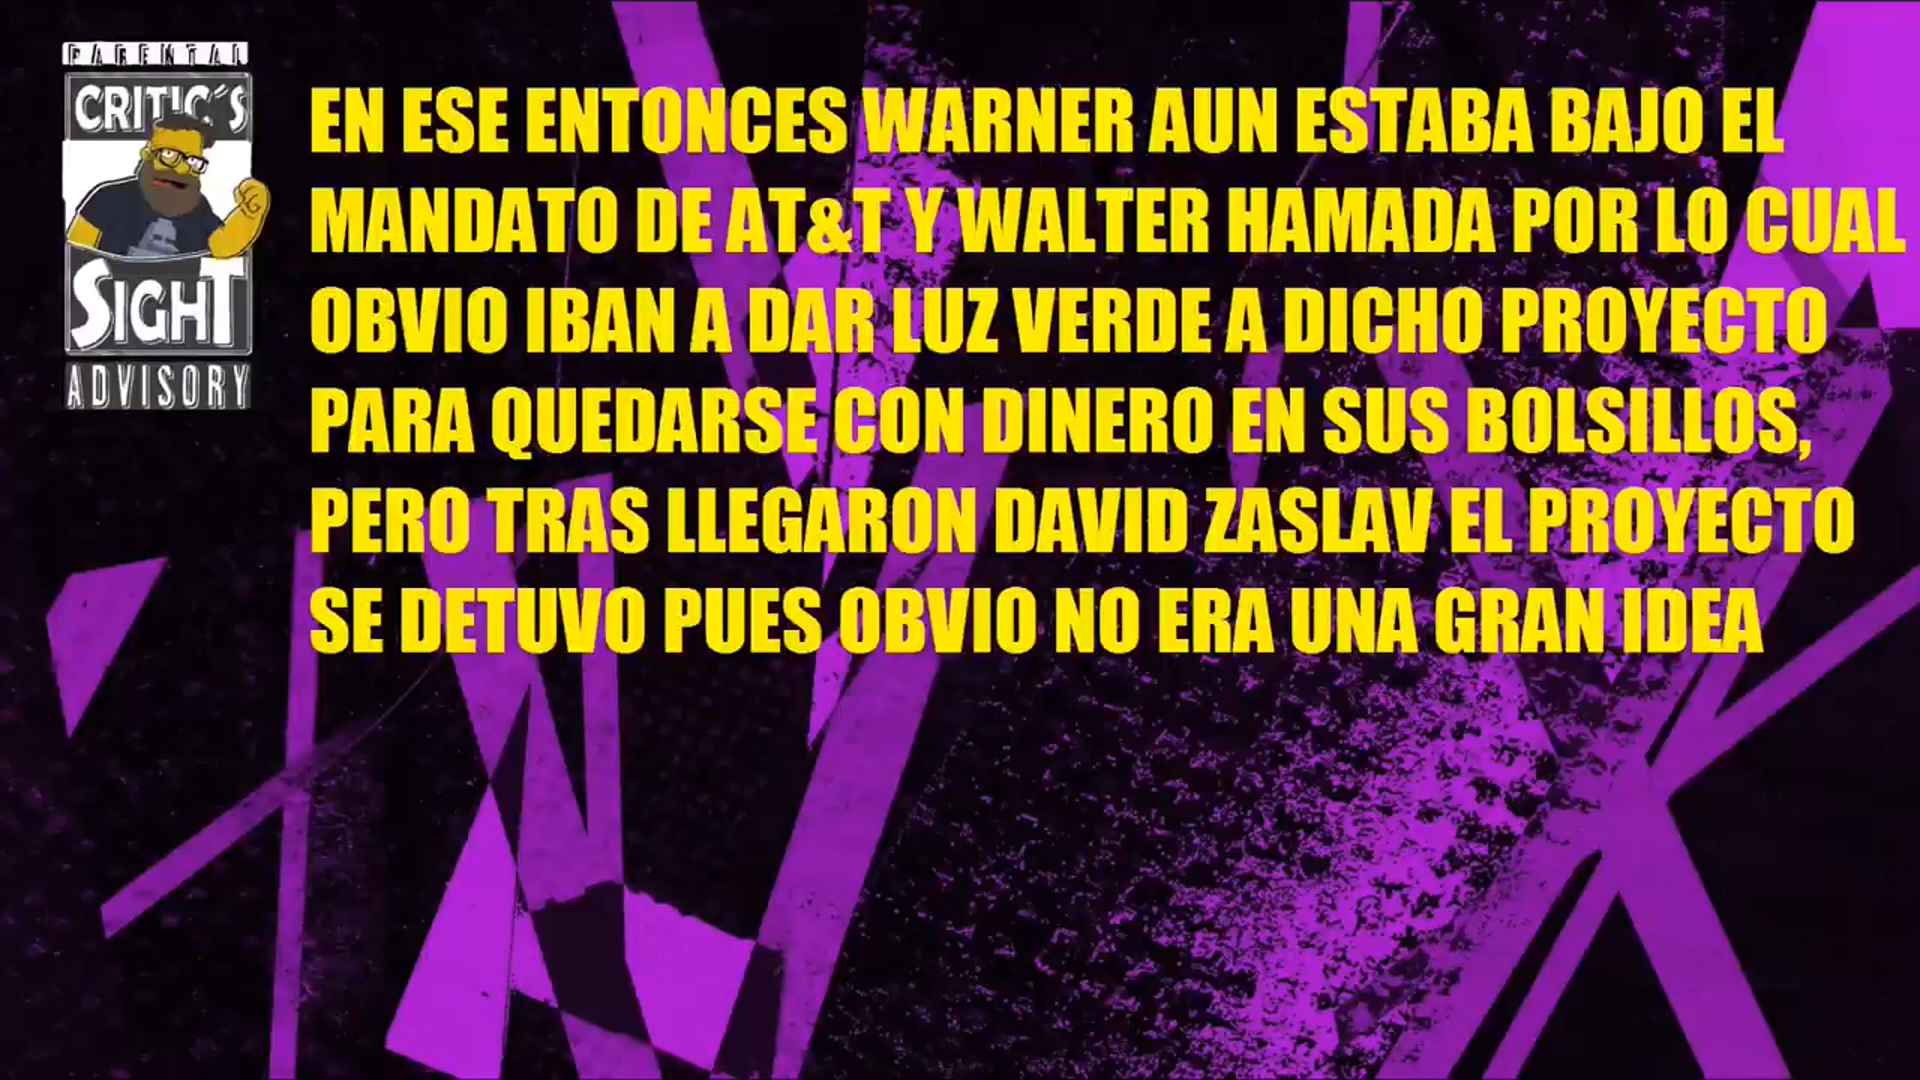 PARENTAL
CRITIC´S
SIGHT
ADVISORY
EN ESE ENTONCES WARNER AUN ESTABA BAJO EL
MANDATO DE AT&T Y WALTER HAMADA POR LO CUAL
OBVIO IBAN A DAR LUZ VERDE A DICHO PROYECTO
PARA QUEDARSE CON DINERO EN SUS BOLSILLOS,
PERO TRAS LLEGARON DAVID ZASLAV EL PROYECTO
SE DETUVO PUES OBVIO NO ERA UNA GRAN IDEA